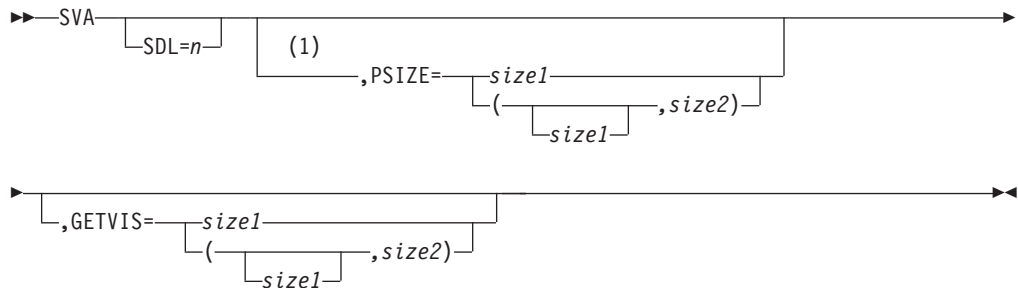 SVA
SDL=n
(1)
,PSIZE= size1
( ,size2)
size1
,GETVIS= size1
( ,size2)
size1